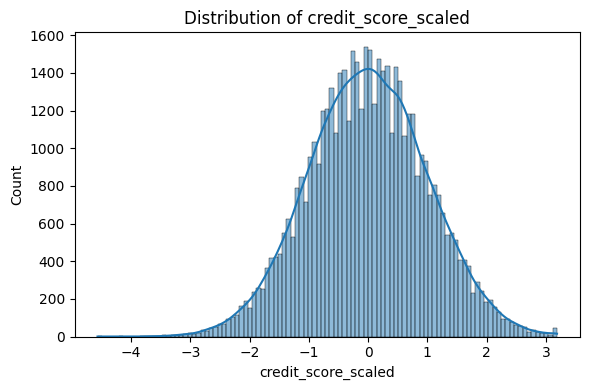 Distribution of credit_score_scaled
1600
1400
1200
1000
800
600
400
200
0
Count
−4 −3 −2 −1 0 1 2 3
credit_score_scaled